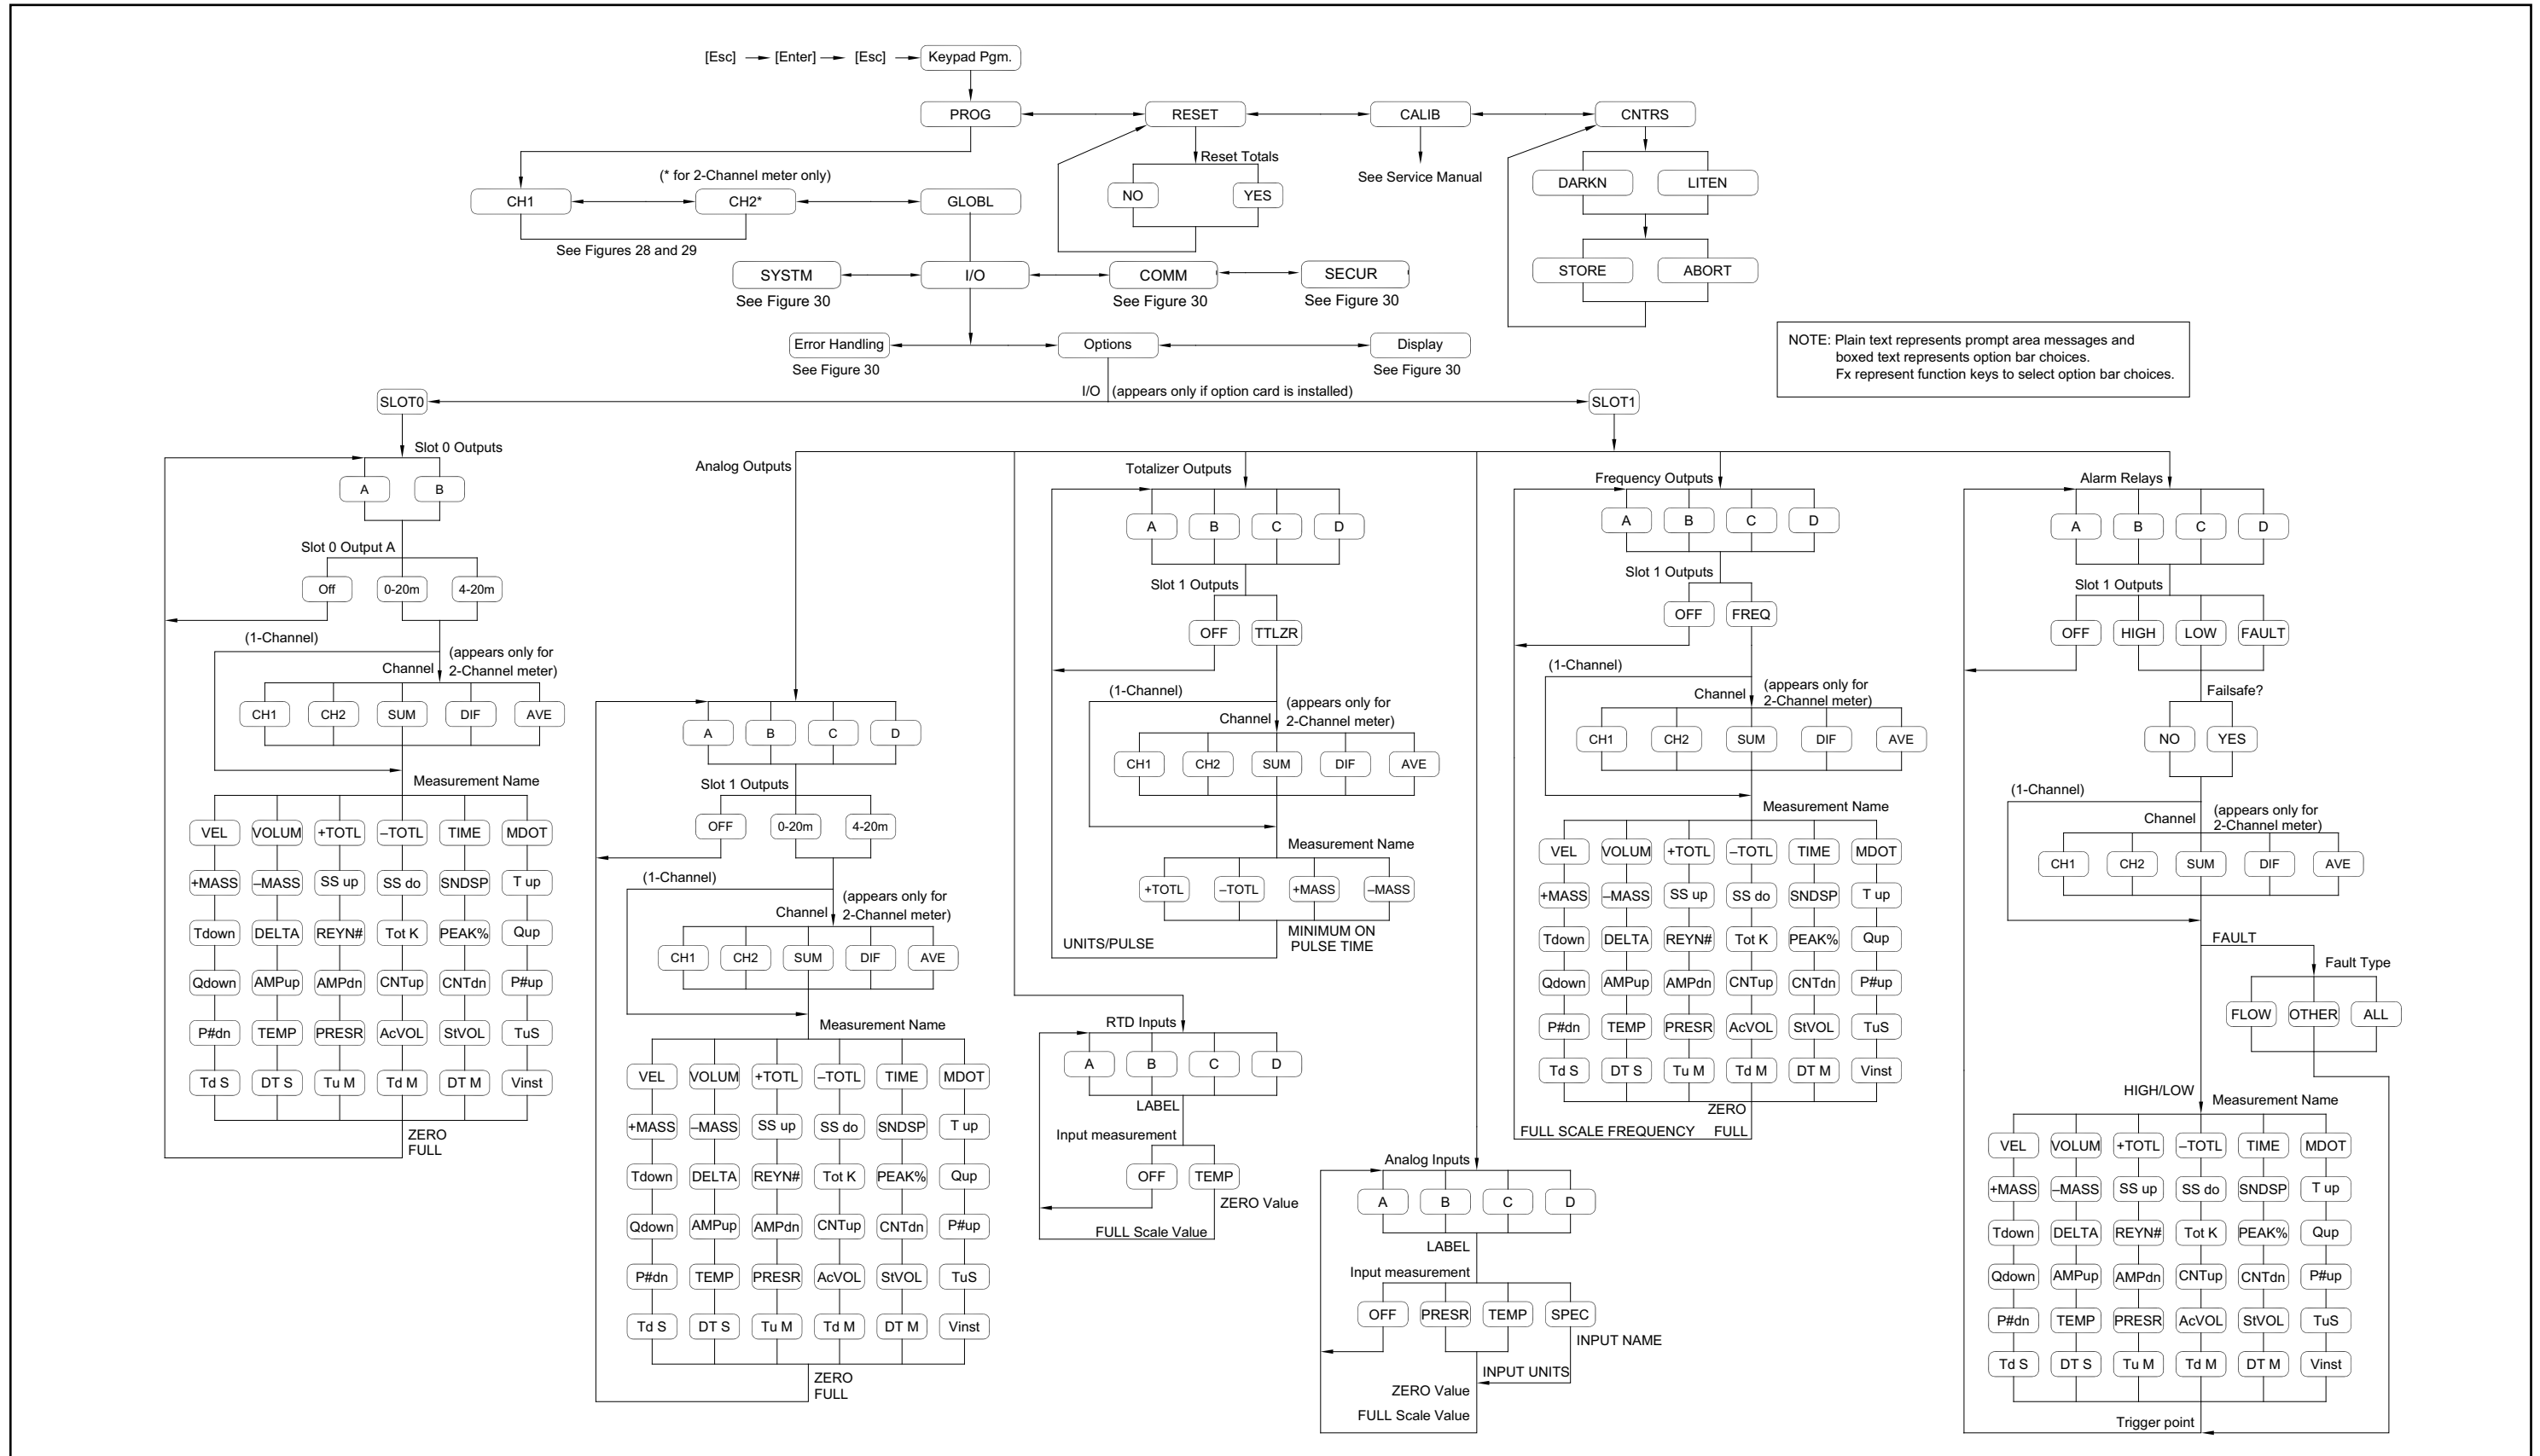 [Esc] [Enter] [Esc] Keypad Pgm.
PROG RESET CALIB CNTRS
Reset Totals
See Service Manual
(* for 2-Channel meter only)
CH1 CH2* GLOBL
NO YES
DARKN LITEN
See Figures 28 and 29
STORE ABORT
SYSTM I/O COMM SECUR
See Figure 30 See Figure 30 See Figure 30
Error Handling Options Display
See Figure 30 See Figure 30
NOTE: Plain text represents prompt area messages and
boxed text represents option bar choices.
Fx represent function keys to select option bar choices.
I/O (appears only if option card is installed)
SLOT0 SLOT1
Slot 0 Outputs
A B
Slot 0 Output A
Off 0-20m 4-20m
(1-Channel)
(appears only for
Channel 2-Channel meter)
CH1 CH2 SUM DIF AVE
Measurement Name
VEL VOLUM +TOTL –TOTL TIME MDOT
+MASS –MASS SS up SS do SNDSP T up
Tdown DELTA REYN# Tot K PEAK% Qup
Qdown AMPup AMPdn CNTup CNTdn P#up
P#dn TEMP PRESR AcVOL StVOL TuS
Td S DT S Tu M Td M DT M Vinst
ZERO
FULL
Analog Outputs
A B C D
Slot 1 Outputs
OFF 0-20m 4-20m
(1-Channel)
(appears only for
Channel 2-Channel meter)
CH1 CH2 SUM DIF AVE
Measurement Name
VEL VOLUM +TOTL –TOTL TIME MDOT
+MASS –MASS SS up SS do SNDSP T up
Tdown DELTA REYN# Tot K PEAK% Qup
Qdown AMPup AMPdn CNTup CNTdn P#up
P#dn TEMP PRESR AcVOL StVOL TuS
Td S DT S Tu M Td M DT M Vinst
ZERO
FULL
Totalizer Outputs
A B C D
Slot 1 Outputs
OFF TTLZR
(1-Channel)
(appears only for
Channel 2-Channel meter)
CH1 CH2 SUM DIF AVE
Measurement Name
+TOTL –TOTL +MASS –MASS
UNITS/PULSE
MINIMUM ON
PULSE TIME
RTD Inputs
A B C D
LABEL
Input measurement
OFF TEMP
ZERO Value
FULL Scale Value
Analog Inputs
A B C D
LABEL
Input measurement
OFF PRESR TEMP SPEC
INPUT NAME
INPUT UNITS
ZERO Value
FULL Scale Value
Frequency Outputs
A B C D
Slot 1 Outputs
OFF FREQ
(1-Channel)
(appears only for
Channel 2-Channel meter)
CH1 CH2 SUM DIF AVE
Measurement Name
VEL VOLUM +TOTL –TOTL TIME MDOT
+MASS –MASS SS up SS do SNDSP T up
Tdown DELTA REYN# Tot K PEAK% Qup
Qdown AMPup AMPdn CNTup CNTdn P#up
P#dn TEMP PRESR AcVOL StVOL TuS
Td S DT S Tu M Td M DT M Vinst
ZERO
FULL SCALE FREQUENCY FULL
Alarm Relays
A B C D
Slot 1 Outputs
OFF HIGH LOW FAULT
Failsafe?
NO YES
(1-Channel)
(appears only for
Channel 2-Channel meter)
CH1 CH2 SUM DIF AVE
FAULT
Fault Type
FLOW OTHER ALL
HIGH/LOW
Measurement Name
VEL VOLUM +TOTL –TOTL TIME MDOT
+MASS –MASS SS up SS do SNDSP T up
Tdown DELTA REYN# Tot K PEAK% Qup
Qdown AMPup AMPdn CNTup CNTdn P#up
P#dn TEMP PRESR AcVOL StVOL TuS
Td S DT S Tu M Td M DT M Vinst
Trigger point